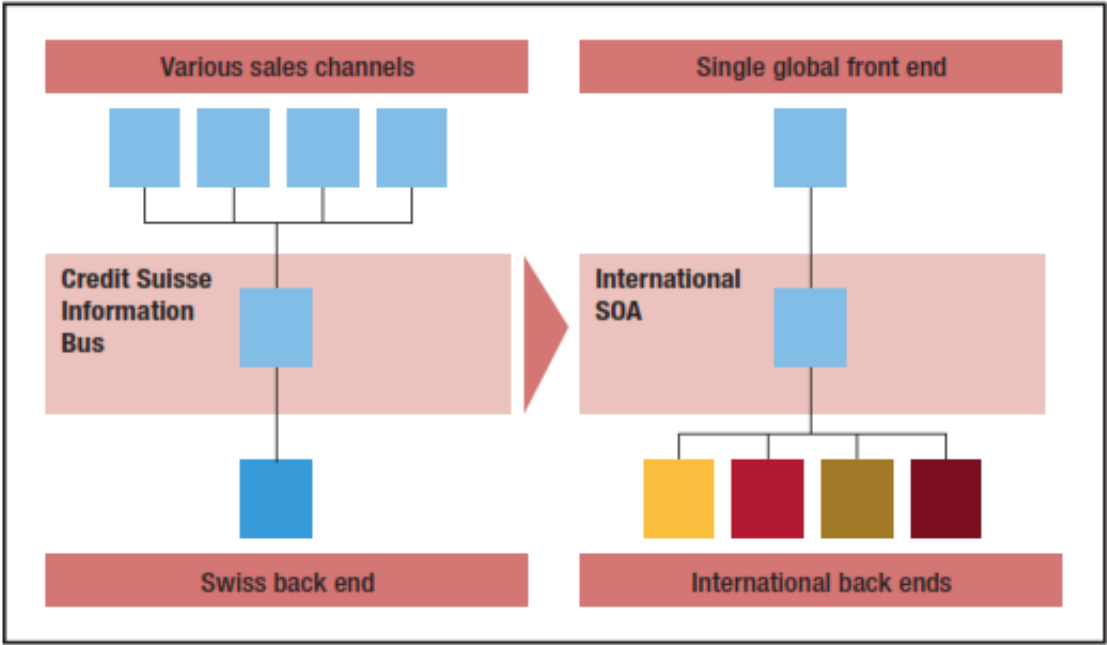 Various sales channels
Single global front end
Credit Suisse
Information
Bus
International
SOA
Swiss back end
International back ends